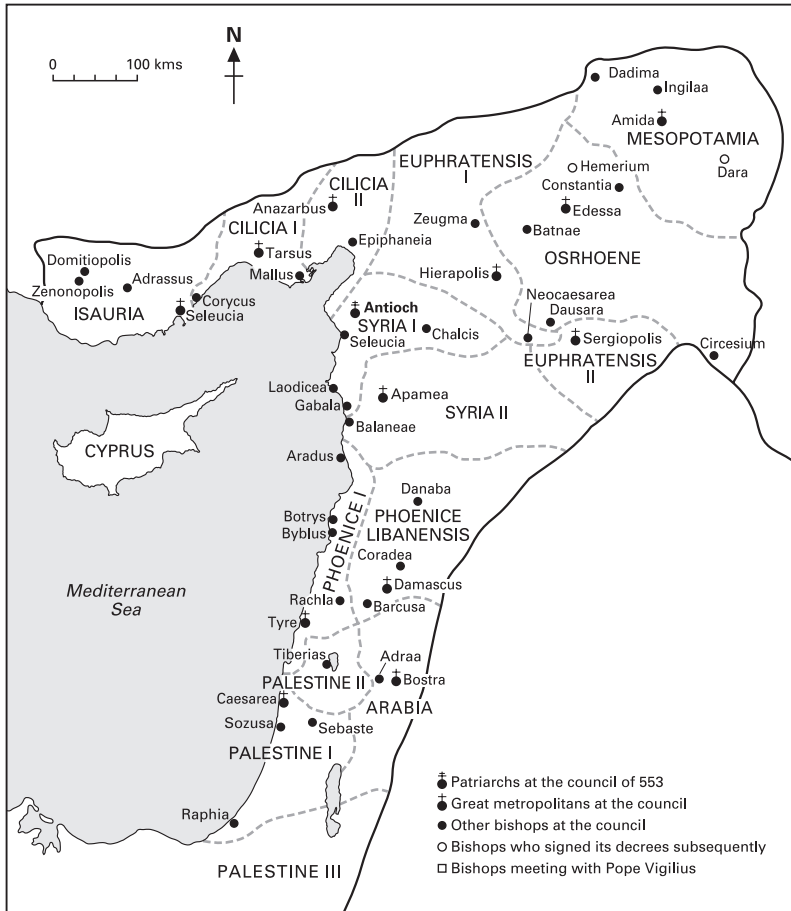 N
0 100 kms
Dadima
Ingilaa
Amida
MESOPOTAMIA
Dara
EUPHRATENSIS
I
Hemerium
Constantia
Edessa
Batnae
OSRHOENE
CILICIA
II
Anazarbus
Zeugma
CILICIA I
Tarsus
Epiphaneia
Mallus
Hierapolis
Domitiopolis
Zenonopolis
Adrassus
ISAURIA
Corycus
Seleucia
Neocaesarea
Dausara
Antioch
SYRIA I
Chalcis
Seleucia
Sergiopolis
EUPHRATENSIS
II
Circesium
Laodicea
Gabala
Apamea
SYRIA II
Balaneae
CYPRUS
Aradus
Danaba
PHOENICE I
PHOENICE
LIBANENSIS
Botrys
Byblus
Coradea
Damascus
Mediterranean
Sea
Rachla
Barcusa
Tyre
Tiberias
PALESTINE II
Adraa
Bostra
ARABIA
Caesarea
Sozusa
Sebaste
PALESTINE I
Raphia
PALESTINE III
Patriarchs at the council of 553
Great metropolitans at the council
Other bishops at the council
Bishops who signed its decrees subsequently
Bishops meeting with Pope Vigilius